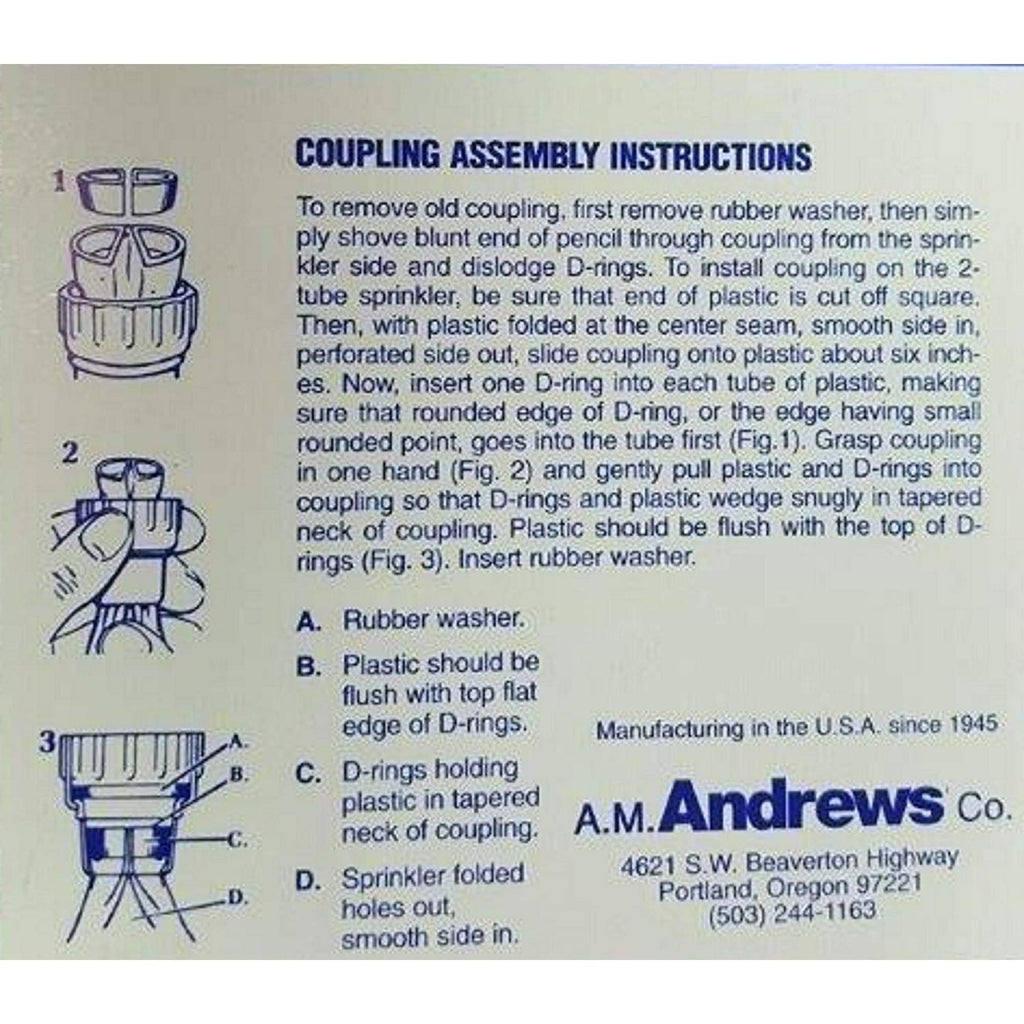 COUPLING ASSEMBLY INSTRUCTIONS
To remove old coupling, first remove rubber washer, then sim-
ply shove blunt end of pencil through coupling from the sprin-
kler side and dislodge D-rings. To install coupling on the 2-
tube sprinkler, be sure that end of plastic is cut off square.
Then, with plastic folded at the center seam, smooth side in,
perforated side out, slide coupling onto plastic about six inch-
es. Now, insert one D-ring into each tube of plastic, making
sure that rounded edge of D-ring, or the edge having small
rounded point, goes into the tube first (Fig.1). Grasp coupling
in one hand (Fig. 2) and gently pull plastic and D-rings into
coupling so that D-rings and plastic wedge snugly in tapered
neck of coupling. Plastic should be flush with the top of D-
rings (Fig. 3). Insert rubber washer.
1
2
3
A.
B.
C.
D.
A. Rubber washer.
B. Plastic should be
flush with top flat
edge of D-rings.
C. D-rings holding
plastic in tapered
neck of coupling.
D. Sprinkler folded
holes out,
smooth side in.
Manufacturing in the U.S.A. since 1945
A.M. Andrews Co.
4621 S.W. Beaverton Highway
Portland, Oregon 97221
(503) 244-1163